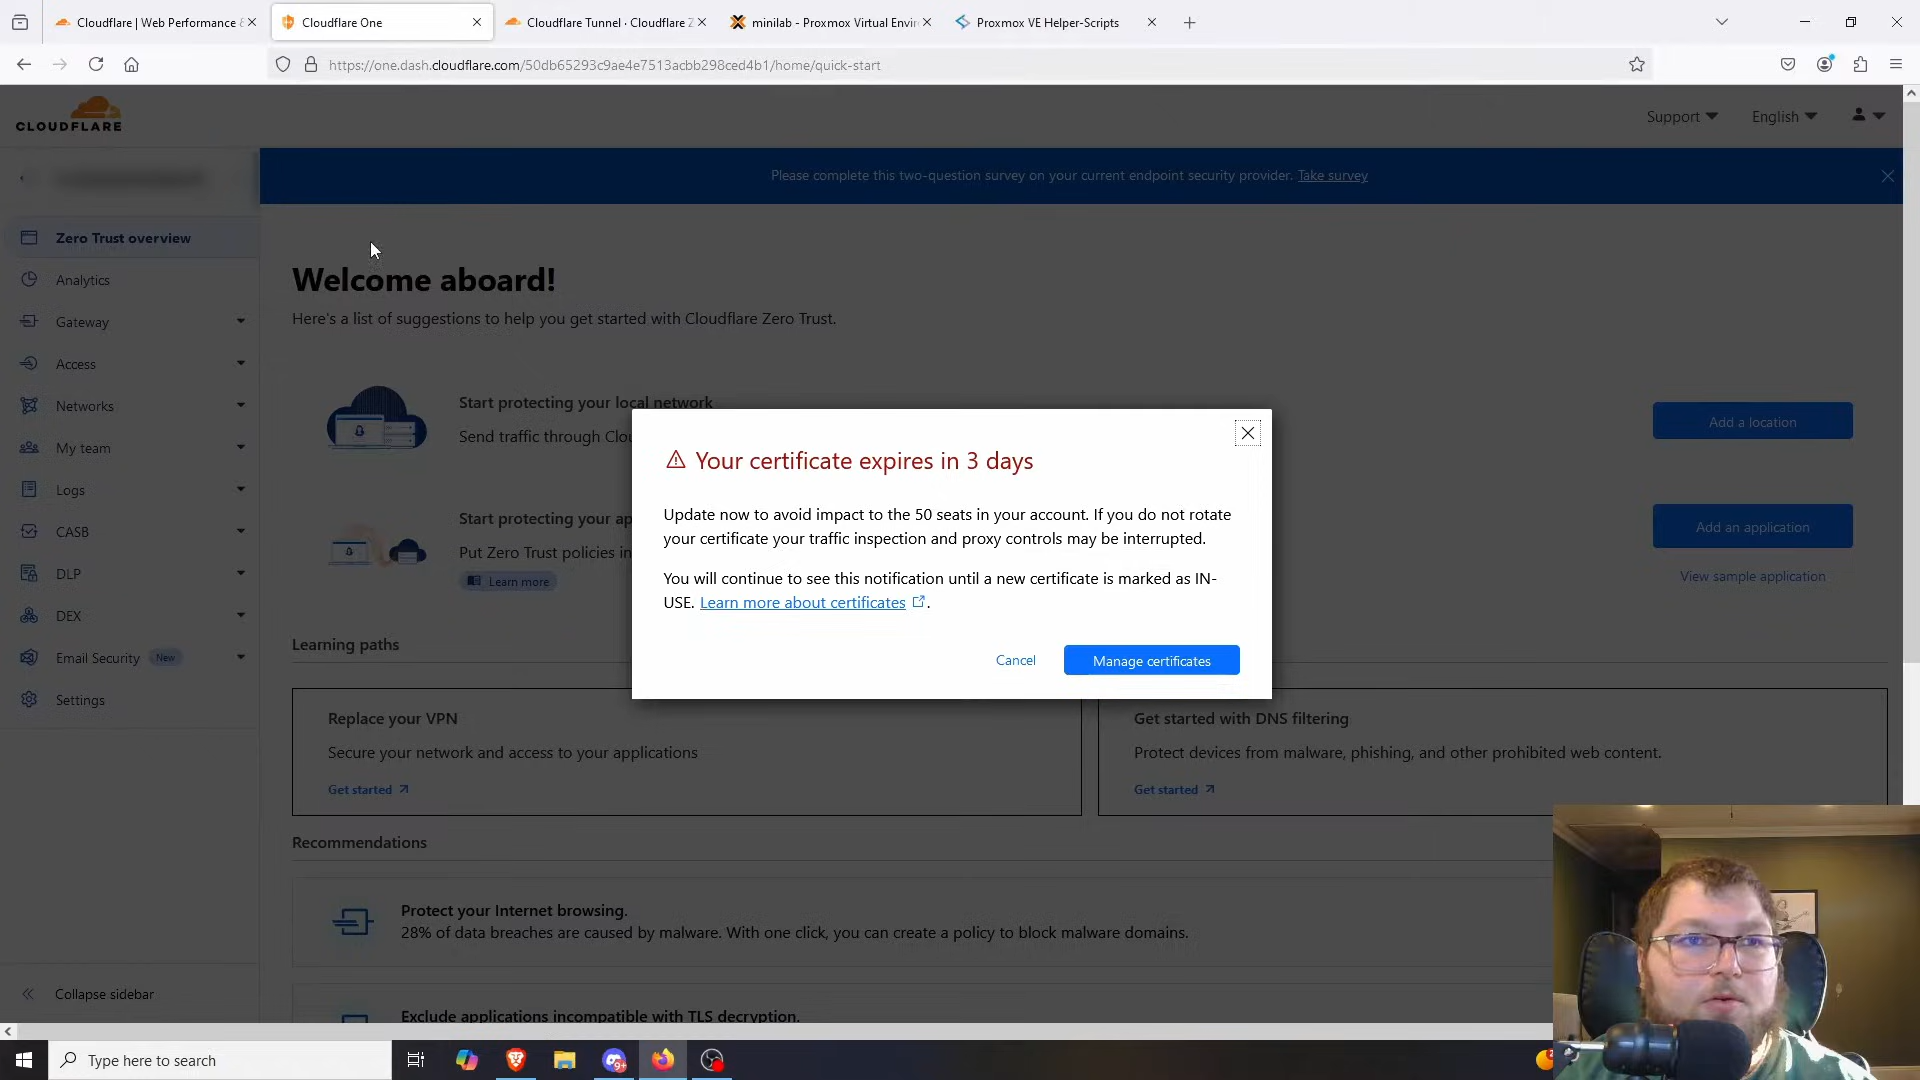 Cloudflare | Web Performance &
Cloudflare One
Cloudflare Tunnel · Cloudflare Z
minilab - Proxmox Virtual Envir
Proxmox VE Helper-Scripts
https://one.dash.cloudflare.com/50db65293c9ae4e7513acbb298ced4b1/home/quick-start
CLOUDFLARE
Support
English
Please complete this two-question survey on your current endpoint security provider. Take survey
Zero Trust overview
Analytics
Gateway
Access
Networks
My team
Logs
CASB
DLP
DEX
Email Security New
Settings
Collapse sidebar
Welcome aboard!
Here's a list of suggestions to help you get started with Cloudflare Zero Trust.
Start protecting your local network
Send traffic through Clou
Add a location
Start protecting your ap
Put Zero Trust policies in
Learn more
Add an application
View sample application
Your certificate expires in 3 days
Update now to avoid impact to the 50 seats in your account. If you do not rotate
your certificate your traffic inspection and proxy controls may be interrupted.
You will continue to see this notification until a new certificate is marked as IN-
USE. Learn more about certificates.
Cancel
Manage certificates
Learning paths
Replace your VPN
Secure your network and access to your applications
Get started
Get started with DNS filtering
Protect devices from malware, phishing, and other prohibited web content.
Get started
Recommendations
Protect your Internet browsing.
28% of data breaches are caused by malware. With one click, you can create a policy to block malware domains.
Exclude applications incompatible with TLS decryption.
Type here to search
9+